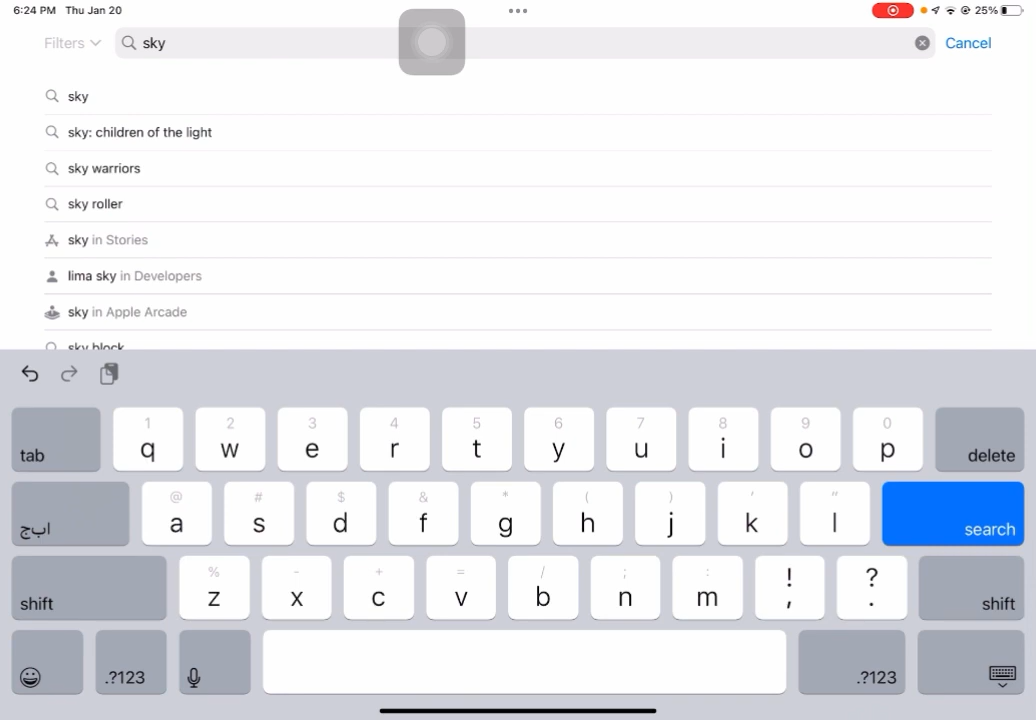 6:24 PM Thu Jan 20 25%
Filters sky Cancel
sky
sky: children of the light
sky warriors
sky roller
sky in Stories
lima sky in Developers
sky in Apple Arcade
sky block
1 2 3 4 5 6 7 8 9 0
tab q w e r t y u i o p delete
@ # $ & * ( ) ' "
ابج a s d f g h j k l search
% - + = / ; : ! ?
shift z x c v b n m , . shift
.?123 .?123